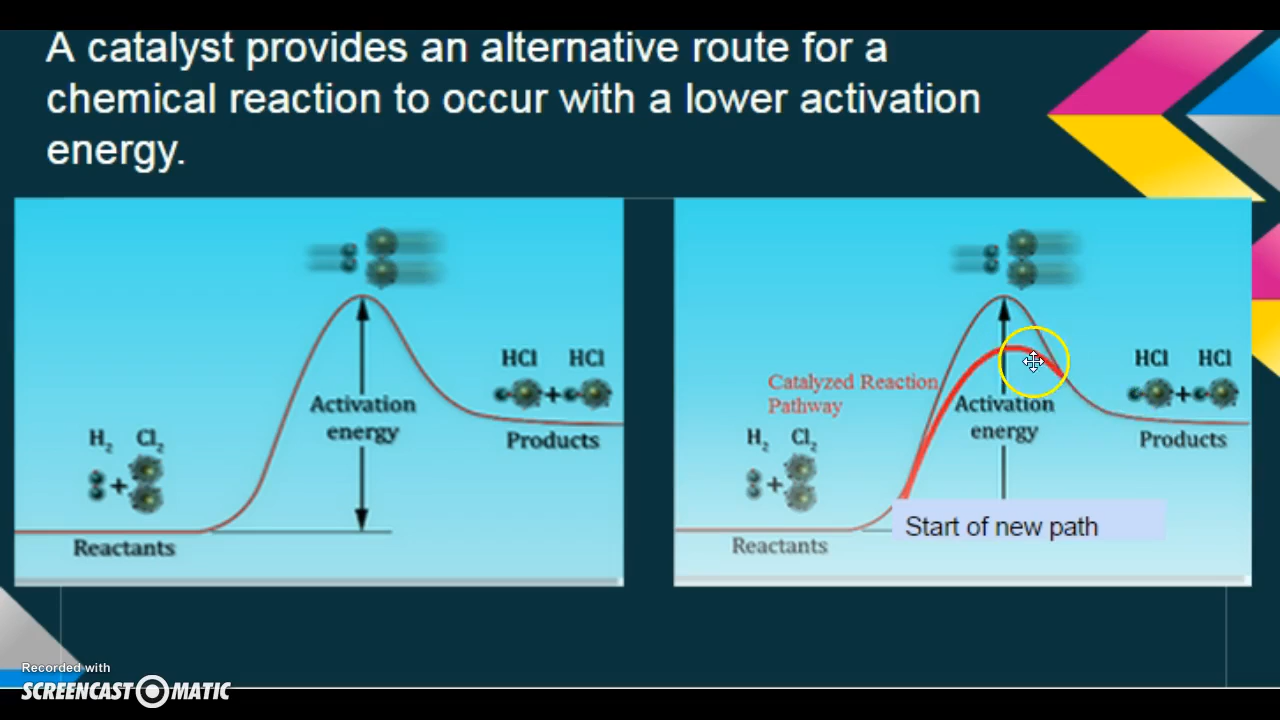 A catalyst provides an alternative route for a
chemical reaction to occur with a lower activation
energy.
HCl HCl
Activation
energy
Products
H2 Cl2
Reactants
HCl HCl
Catalyzed Reaction
Pathway
Activation
energy
Products
H2 Cl2
Start of new path
Reactants
Recorded with
SCREENCAST MATIC